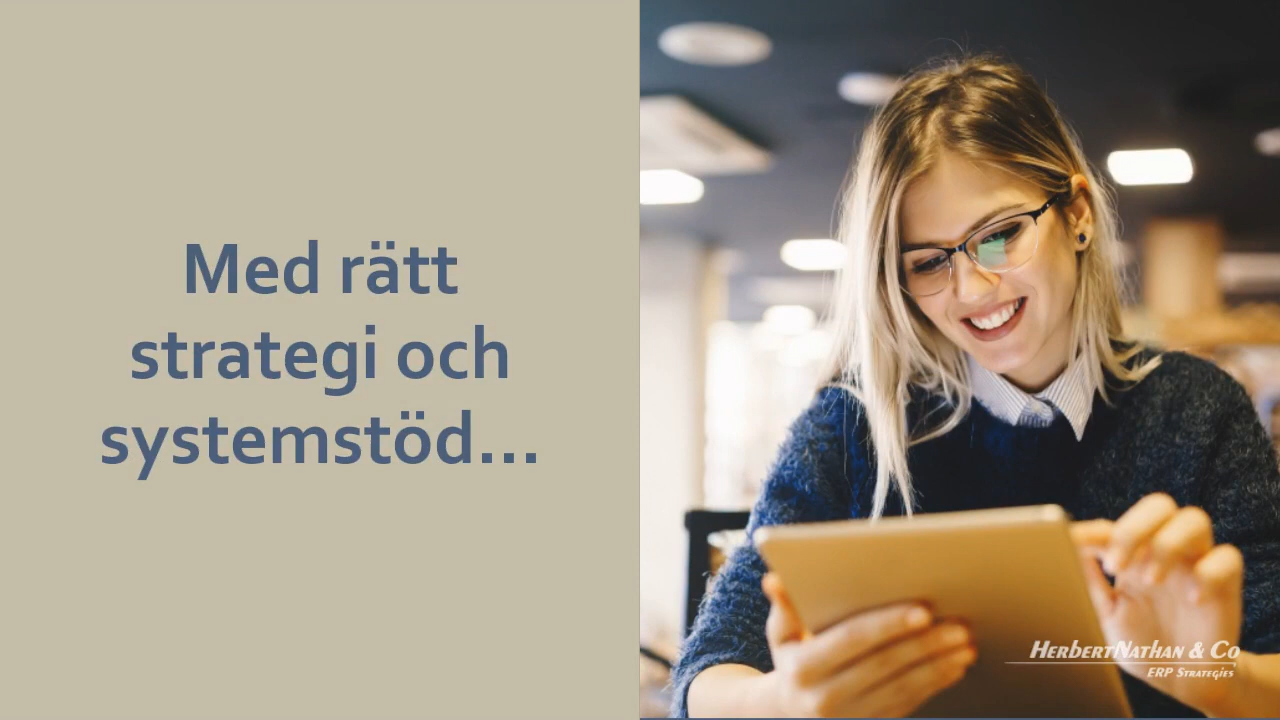 Med rätt
strategi och
systemstöd...
HerbertNathan & Co
ERP Strategies